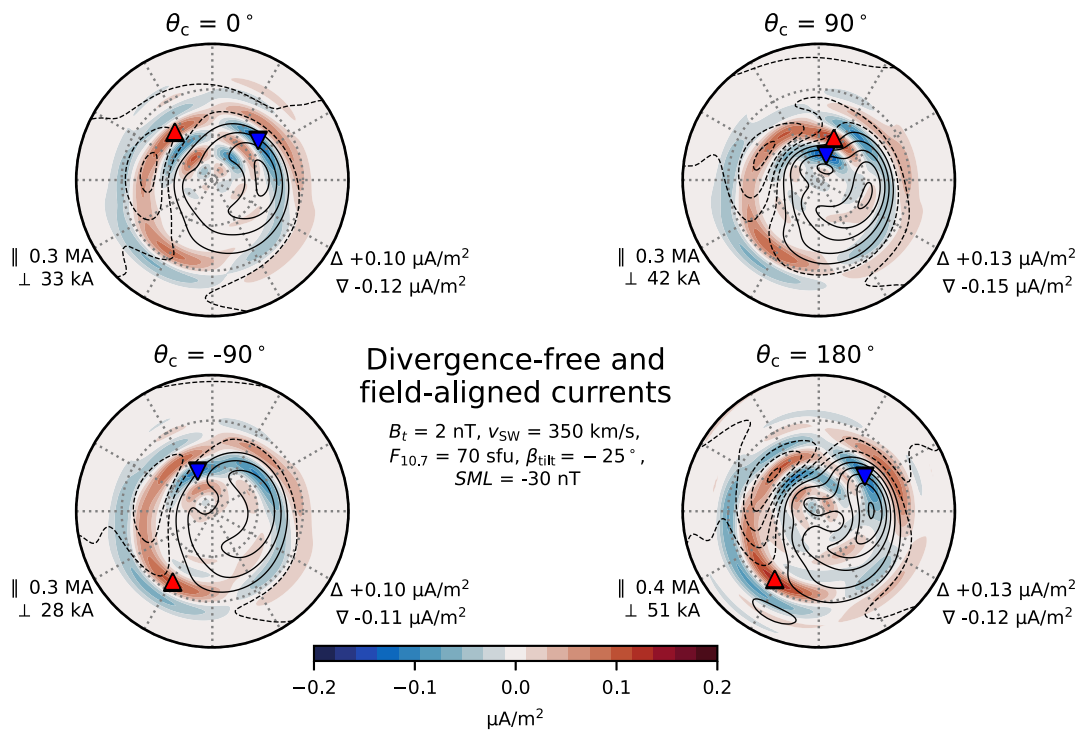 θc = 0°
θc = 90°
∥ 0.3 MA
⊥ 33 kA
Δ +0.10 µA/m²
∇ -0.12 µA/m²
∥ 0.3 MA
⊥ 42 kA
Δ +0.13 µA/m²
∇ -0.15 µA/m²
θc = -90°
θc = 180°
Divergence-free and
field-aligned currents
Bt = 2 nT, vSW = 350 km/s,
F10.7 = 70 sfu, βtilt = −25°,
SML = -30 nT
∥ 0.3 MA
⊥ 28 kA
Δ +0.10 µA/m²
∇ -0.11 µA/m²
∥ 0.4 MA
⊥ 51 kA
Δ +0.13 µA/m²
∇ -0.12 µA/m²
−0.2 −0.1 0.0 0.1 0.2
µA/m²